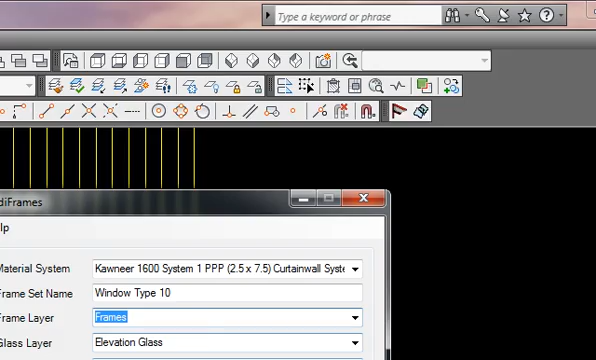 Type a keyword or phrase
diFrames
lp
Material System
Kawneer 1600 System 1 PPP (2.5 x 7.5) Curtainwall Syste
Frame Set Name
Window Type 10
Frame Layer
Frames
Glass Layer
Elevation Glass